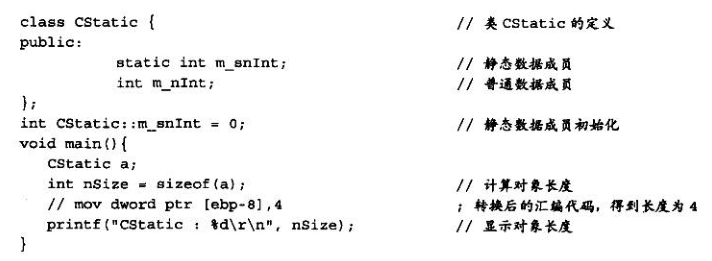 class CStatic { // 类 CStatic 的定义
public:
static int m_snInt; // 静态数据成员
int m_nInt; // 普通数据成员
};
int CStatic::m_snInt = 0; // 静态数据成员初始化
void main(){
CStatic a;
int nSize = sizeof(a); // 计算对象长度
// mov dword ptr [ebp-8],4 ; 转换后的汇编代码，得到长度为 4
printf("CStatic : %d\r\n", nSize); // 显示对象长度
}